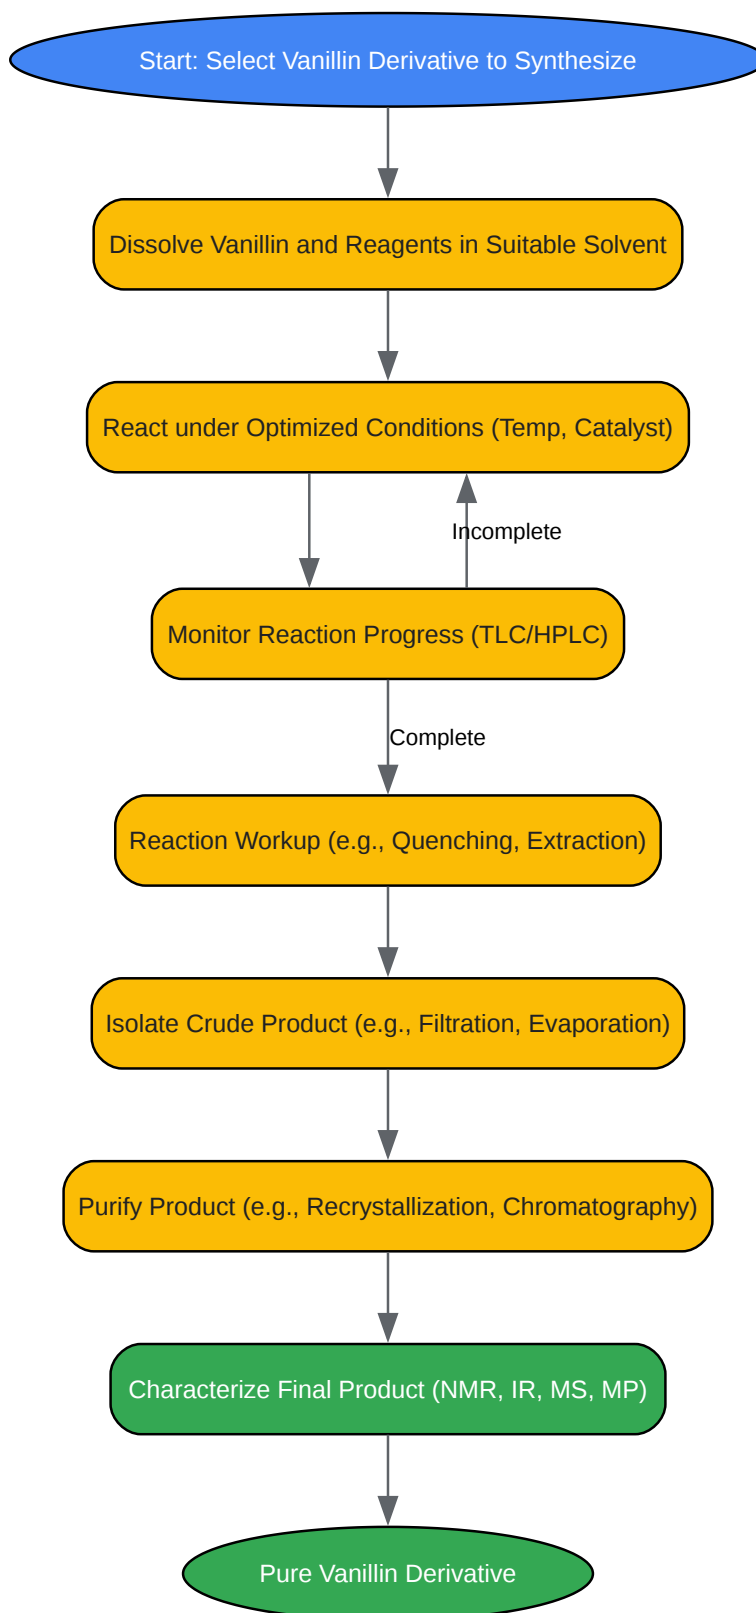 Start: Select Vanillin Derivative to Synthesize
Dissolve Vanillin and Reagents in Suitable Solvent
React under Optimized Conditions (Temp, Catalyst)
Incomplete
Monitor Reaction Progress (TLC/HPLC)
Complete
Reaction Workup (e.g., Quenching, Extraction)
Isolate Crude Product (e.g., Filtration, Evaporation)
Purify Product (e.g., Recrystallization, Chromatography)
Characterize Final Product (NMR, IR, MS, MP)
Pure Vanillin Derivative